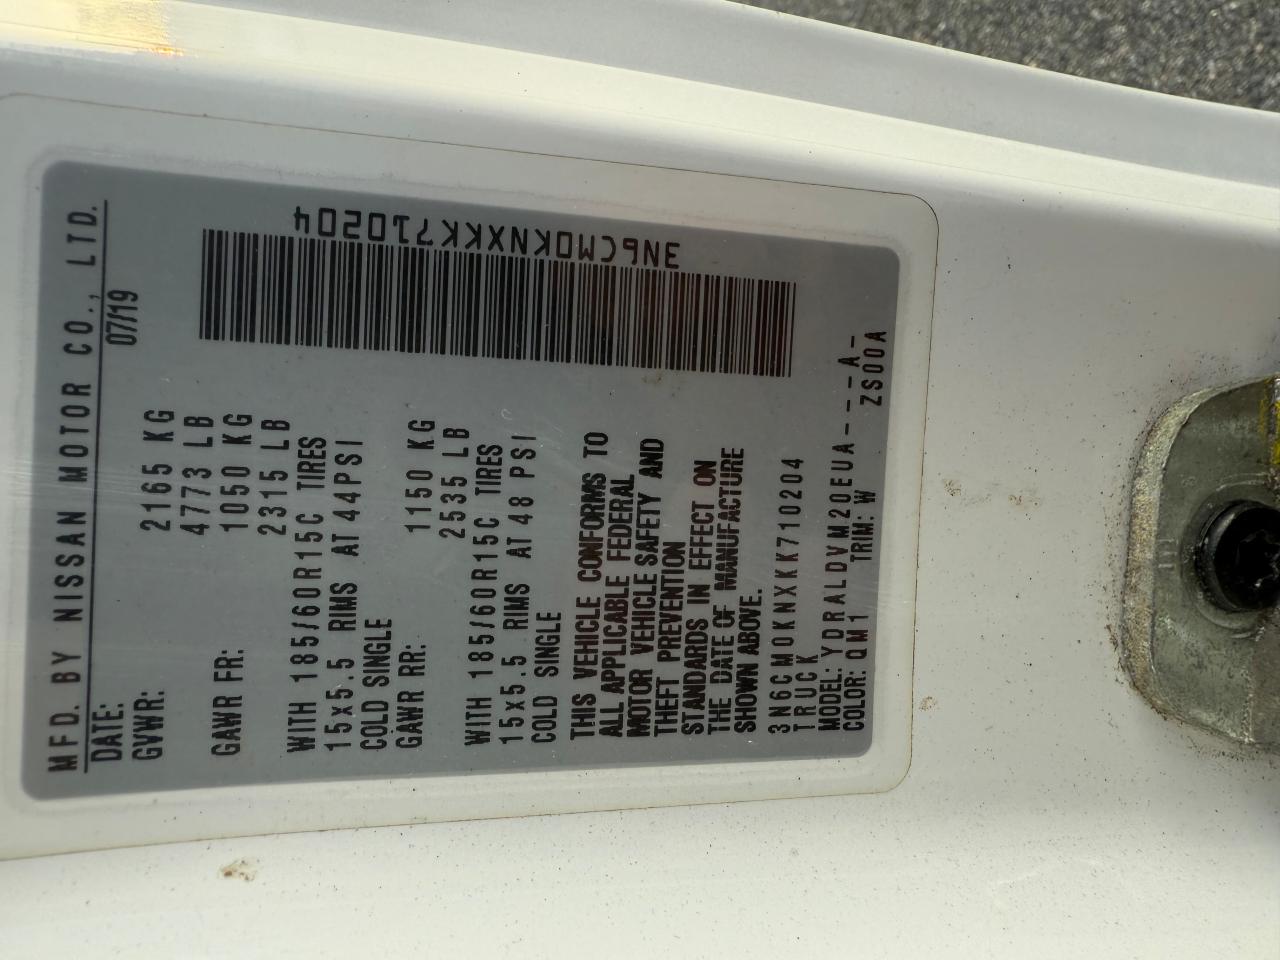 MFD. BY NISSAN MOTOR CO., LTD.
DATE: 07/19
GVWR: 2165 KG
4773 LB
GAWR FR: 1050 KG
2315 LB
WITH 185/60R15C TIRES
15x5.5 RIMS AT 44PSI
COLD SINGLE
GAWR RR: 1150 KG
2535 LB
WITH 185/60R15C TIRES
15x5.5 RIMS AT 48 PSI
COLD SINGLE
3N6CM0KNXKK710204
THIS VEHICLE CONFORMS TO
ALL APPLICABLE FEDERAL
MOTOR VEHICLE SAFETY AND
THEFT PREVENTION
STANDARDS IN EFFECT ON
THE DATE OF MANUFACTURE
SHOWN ABOVE.
3N6CM0KNXKK710204
TRUCK
MODEL: YDRALDVM20EUA----A-
COLOR: QM1 TRIM: W ZS00A